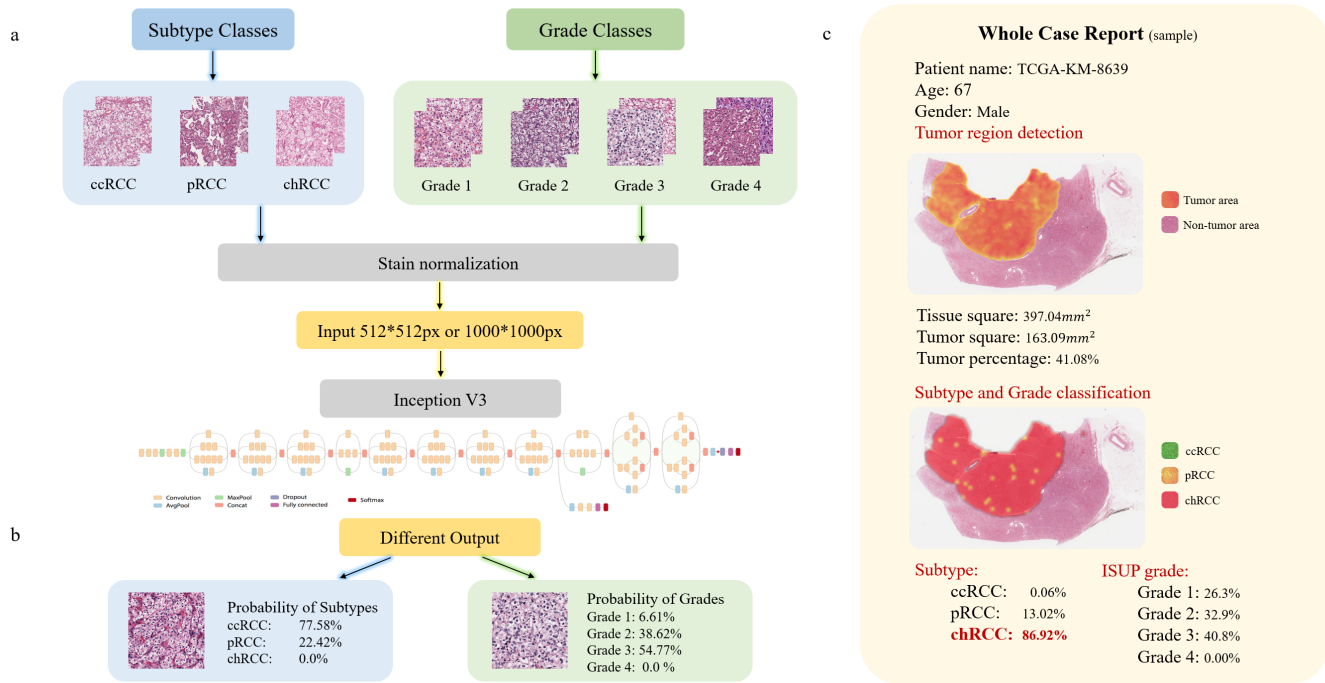 a
Subtype Classes
Grade Classes
ccRCC
pRCC
chRCC
Grade 1
Grade 2
Grade 3
Grade 4
Stain normalization
Input 512*512px or 1000*1000px
Inception V3
Convolution
AvgPool
MaxPool
Concat
Dropout
Fully connected
Softmax
b
Different Output
Probability of Subtypes
ccRCC: 77.58%
pRCC: 22.42%
chRCC: 0.0%
Probability of Grades
Grade 1: 6.61%
Grade 2: 38.62%
Grade 3: 54.77%
Grade 4: 0.0 %
c
Whole Case Report (sample)
Patient name: TCGA-KM-8639
Age: 67
Gender: Male
Tumor region detection
Tumor area
Non-tumor area
Tissue square: 397.04mm²
Tumor square: 163.09mm²
Tumor percentage: 41.08%
Subtype and Grade classification
ccRCC
pRCC
chRCC
Subtype:
ccRCC: 0.06%
pRCC: 13.02%
chRCC: 86.92%
ISUP grade:
Grade 1: 26.3%
Grade 2: 32.9%
Grade 3: 40.8%
Grade 4: 0.00%